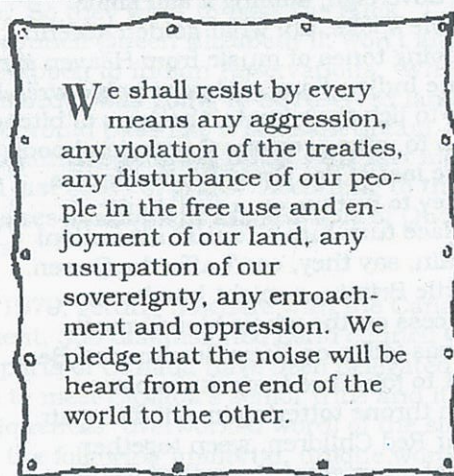 We shall resist by every
means any aggression,
any violation of the treaties,
any disturbance of our peo-
ple in the free use and en-
joyment of our land, any
usurpation of our
sovereignty, any enroach-
ment and oppression. We
pledge that the noise will be
heard from one end of the
world to the other.